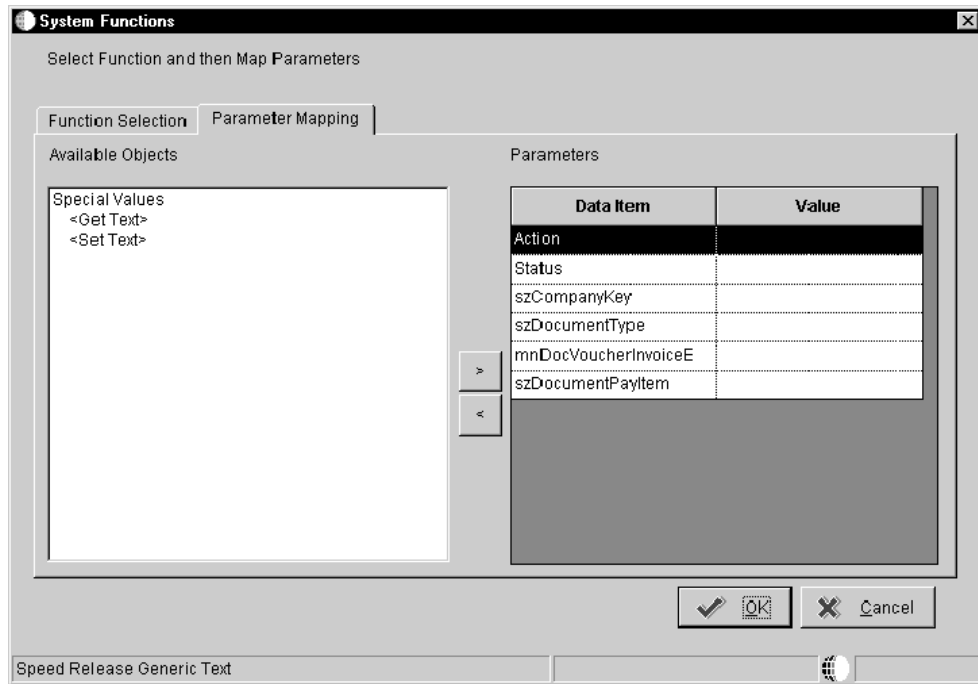 System Functions
Select Function and then Map Parameters
Function Selection
Parameter Mapping
Available Objects
Parameters
Special Values
<Get Text>
<Set Text>
Data Item Value
Action
Status
szCompanyKey
szDocumentType
mnDocVoucherInvoiceE
szDocumentPayItem
>
<
OK
Cancel
Speed Release Generic Text